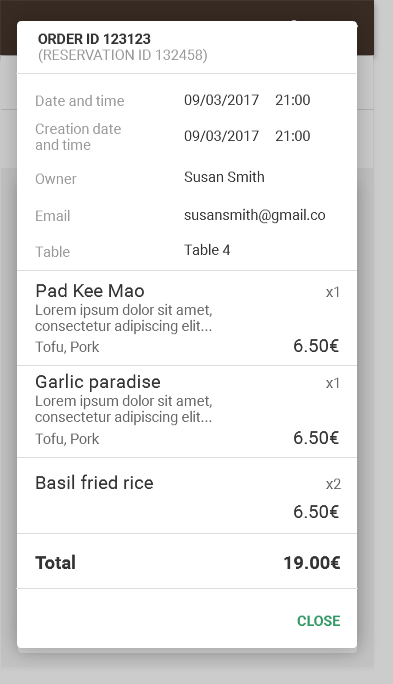 ORDER ID 123123
(RESERVATION ID 132458)
Date and time 09/03/2017 21:00
Creation date and time 09/03/2017 21:00
Owner Susan Smith
Email susansmith@gmail.co
Table Table 4
Pad Kee Mao x1
Lorem ipsum dolor sit amet,
consectetur adipiscing elit...
Tofu, Pork 6.50€
Garlic paradise x1
Lorem ipsum dolor sit amet,
consectetur adipiscing elit...
Tofu, Pork 6.50€
Basil fried rice x2
6.50€
Total 19.00€
CLOSE